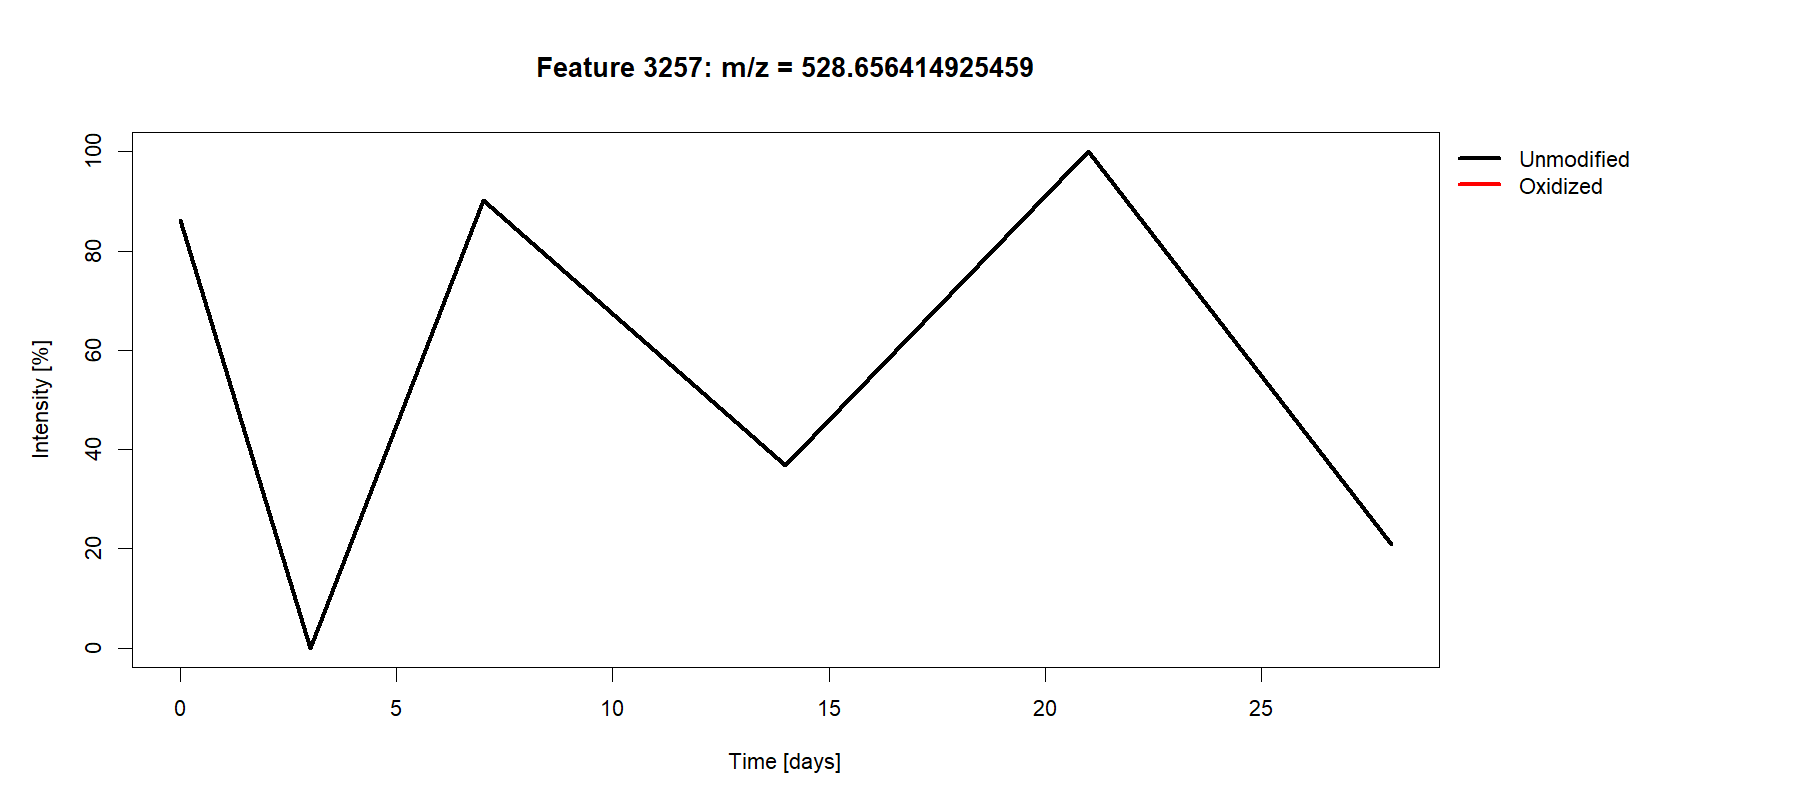 Feature 3257: m/z = 528.656414925459
100
80
60
40
20
0
Intensity [%]
Unmodified
Oxidized
0 5 10 15 20 25
Time [days]